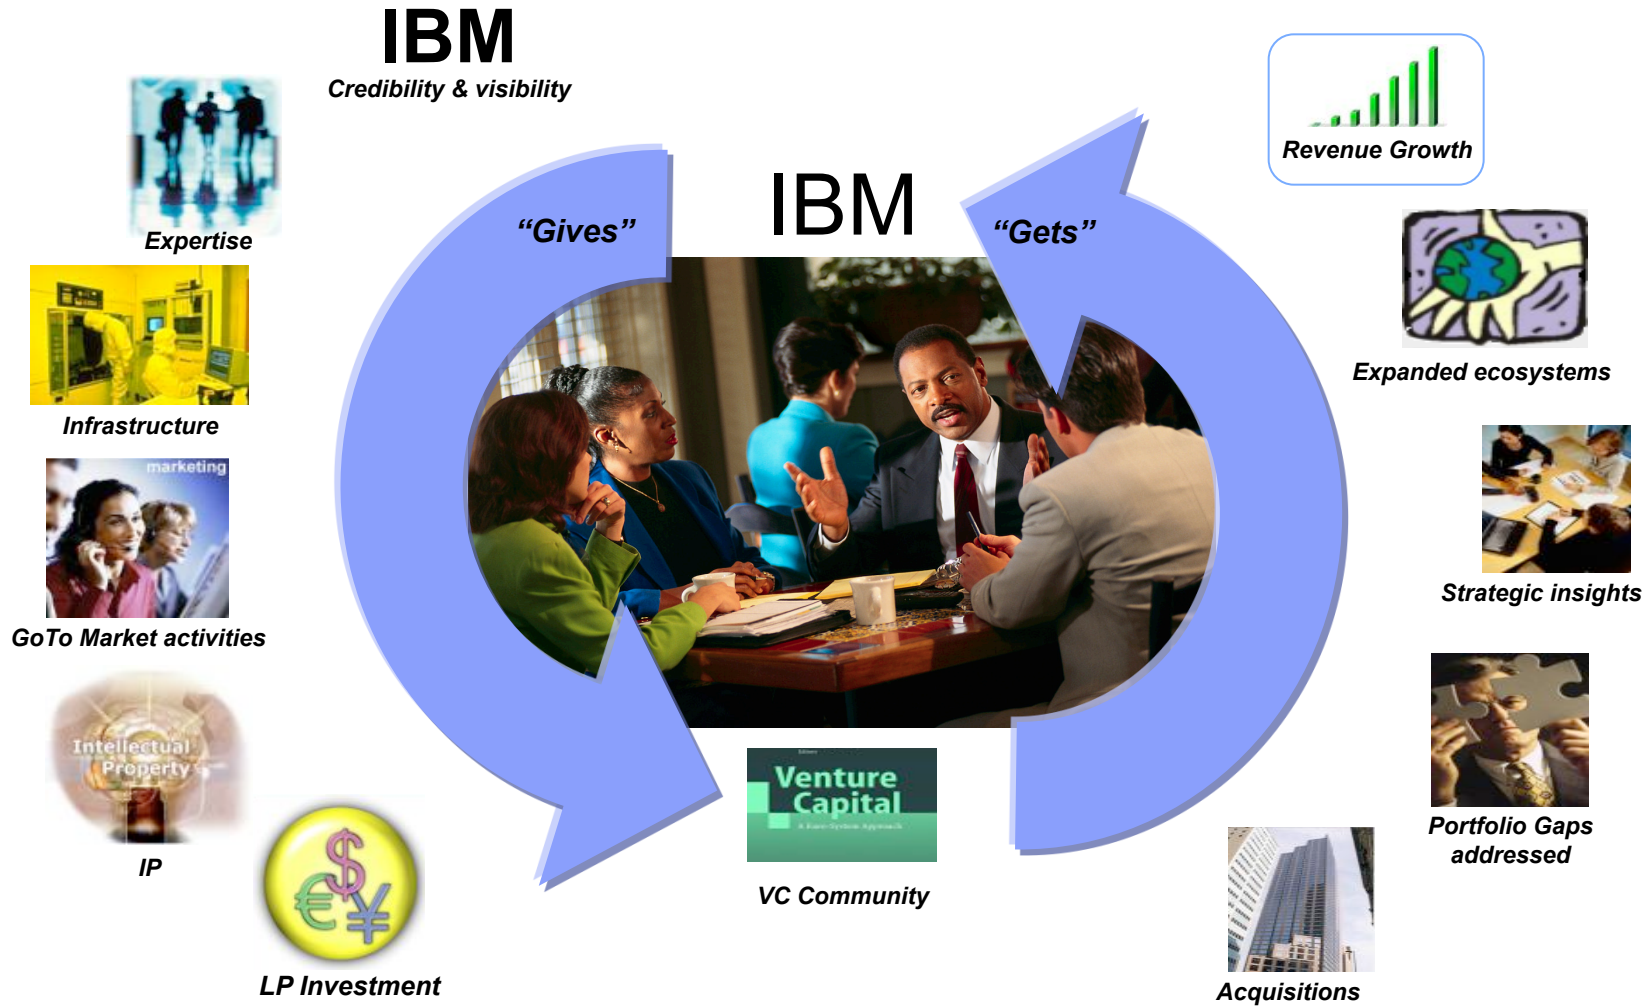 IBM
Credibility & visibility
Revenue Growth
IBM
“Gives”
“Gets”
Expertise
Expanded ecosystems
Infrastructure
marketing
GoTo Market activities
Strategic insights
Intellectual
Property
IP
Portfolio Gaps
addressed
Venture
Capital
VC Community
$
€
¥
LP Investment
Acquisitions